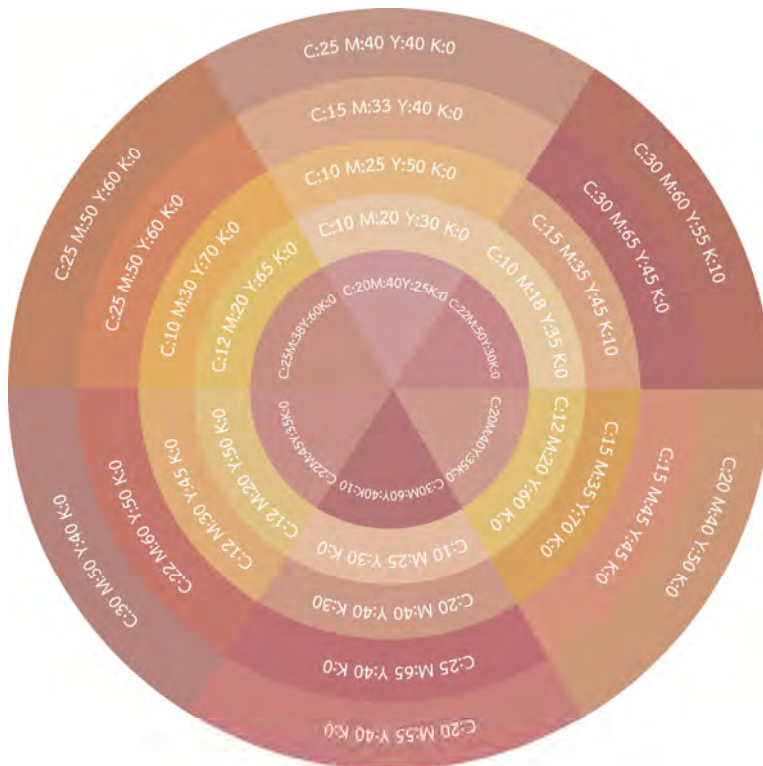 C:25 M:40 Y:40 K:0
C:15 M:33 Y:40 K:0
C:10 M:25 Y:50 K:0
C:10 M:20 Y:30 K:0
C:20M:40Y:25K:0
C:30 M:60 Y:55 K:10
C:30 M:65 Y:45 K:0
C:15 M:35 Y:45 K:10
C:10 M:18 Y:35 K:0
C:22M:50Y:30K:0
C:20 M:40 Y:50 K:0
C:15 M:45 Y:45 K:0
C:15 M:35 Y:70 K:0
C:12 M:20 Y:60 K:0
C:20M:40Y:35K:0
C:20 M:55 Y:40 K:0
C:25 M:65 Y:40 K:0
C:20 M:40 Y:40 K:30
C:10 M:25 Y:30 K:0
C:30M:60Y:40K:10
C:30 M:50 Y:40 K:0
C:22 M:60 Y:50 K:0
C:12 M:30 Y:45 K:0
C:12 M:20 Y:50 K:0
C:22M:45Y:35K:0
C:25 M:50 Y:60 K:0
C:25 M:50 Y:60 K:0
C:10 M:30 Y:70 K:0
C:12 M:20 Y:65 K:0
C:25M:38Y:60K:0